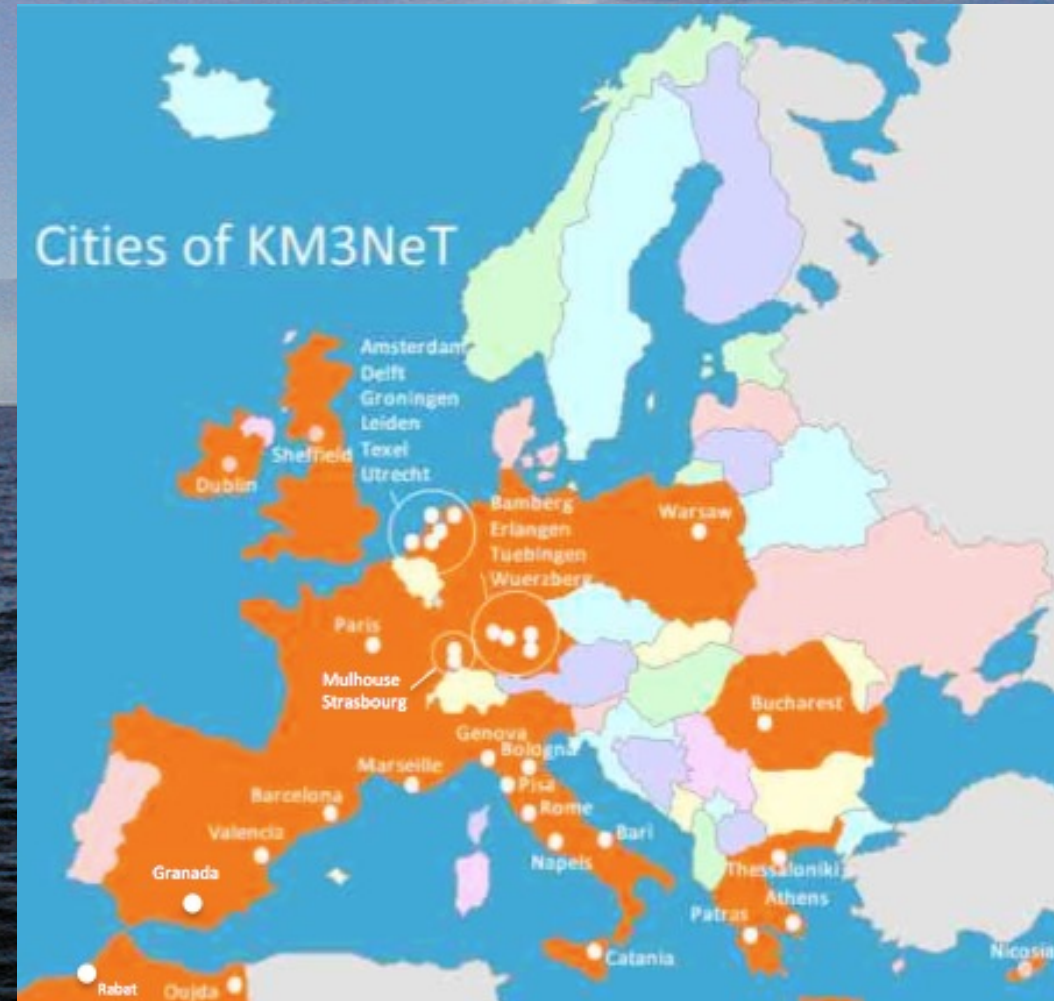 Cities of KM3NeT
Amsterdam
Delft
Groningen
Leiden
Texel
Utrecht
Sheffield
Dublin
Bamberg
Erlangen
Tuebingen
Wuerzberg
Warsaw
Paris
Mulhouse
Strasbourg
Bucharest
Genova
Bologna
Marseille
Pisa
Barcelona
Rome
Valencia
Bari
Napels
Granada
Thessaloniki
Athens
Patras
Catania
Nicosia
Rabat
Oujda